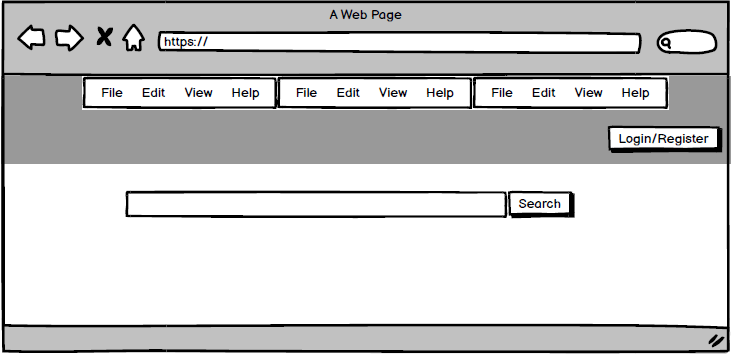 A Web Page
https://
File Edit View Help File Edit View Help File Edit View Help
Login/Register
Search